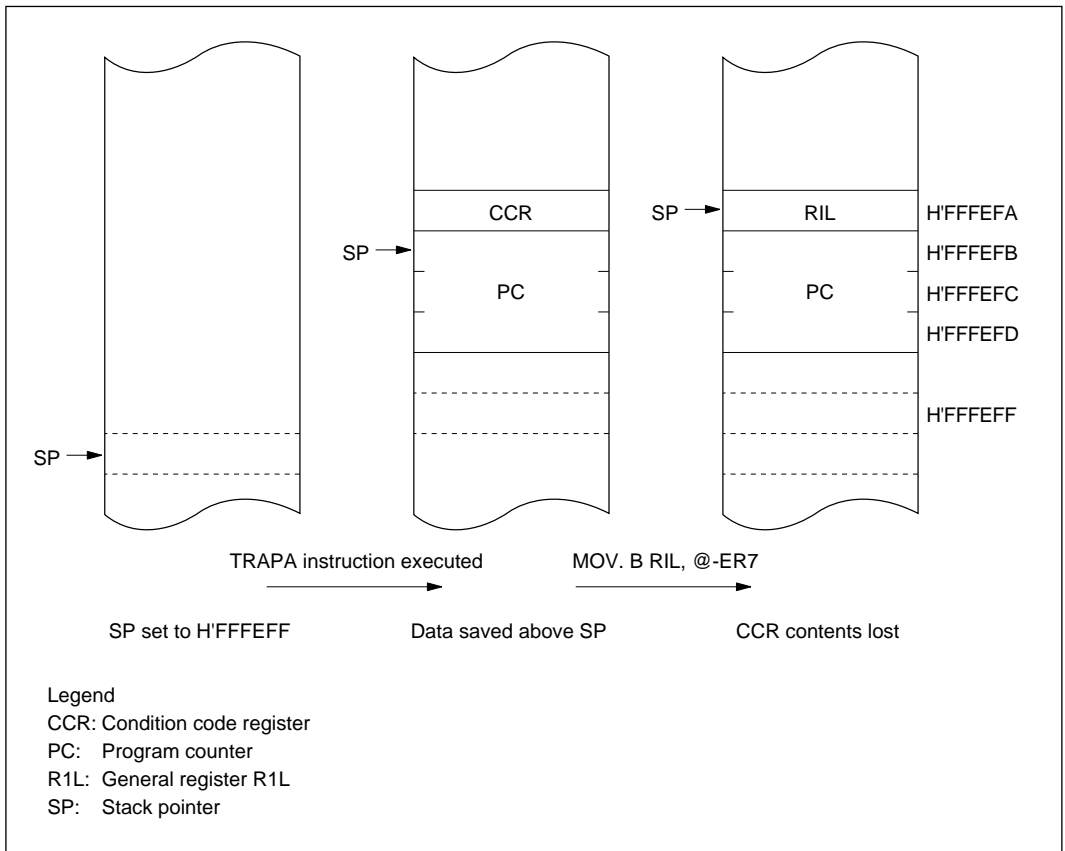 CCR
SP
RIL
H'FFFEFA
SP
H'FFFEFB
PC
PC
H'FFFEFC
H'FFFEFD
H'FFFEFF
SP
TRAPA instruction executed
MOV. B RIL, @-ER7
SP set to H'FFFEFF
Data saved above SP
CCR contents lost
Legend
CCR: Condition code register
PC: Program counter
R1L: General register R1L
SP: Stack pointer